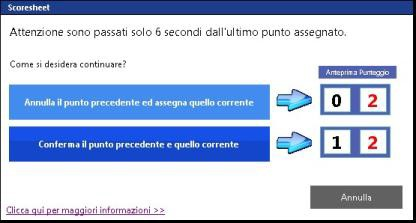 Scoresheet
Attenzione sono passati solo 6 secondi dall'ultimo punto assegnato.
Come si desidera continuare?
Anteprima Punteggio
Annulla il punto precedente ed assegna quello corrente
0 2
Conferma il punto precedente e quello corrente
1 2
Annulla
Clicca qui per maggiori informazioni >>